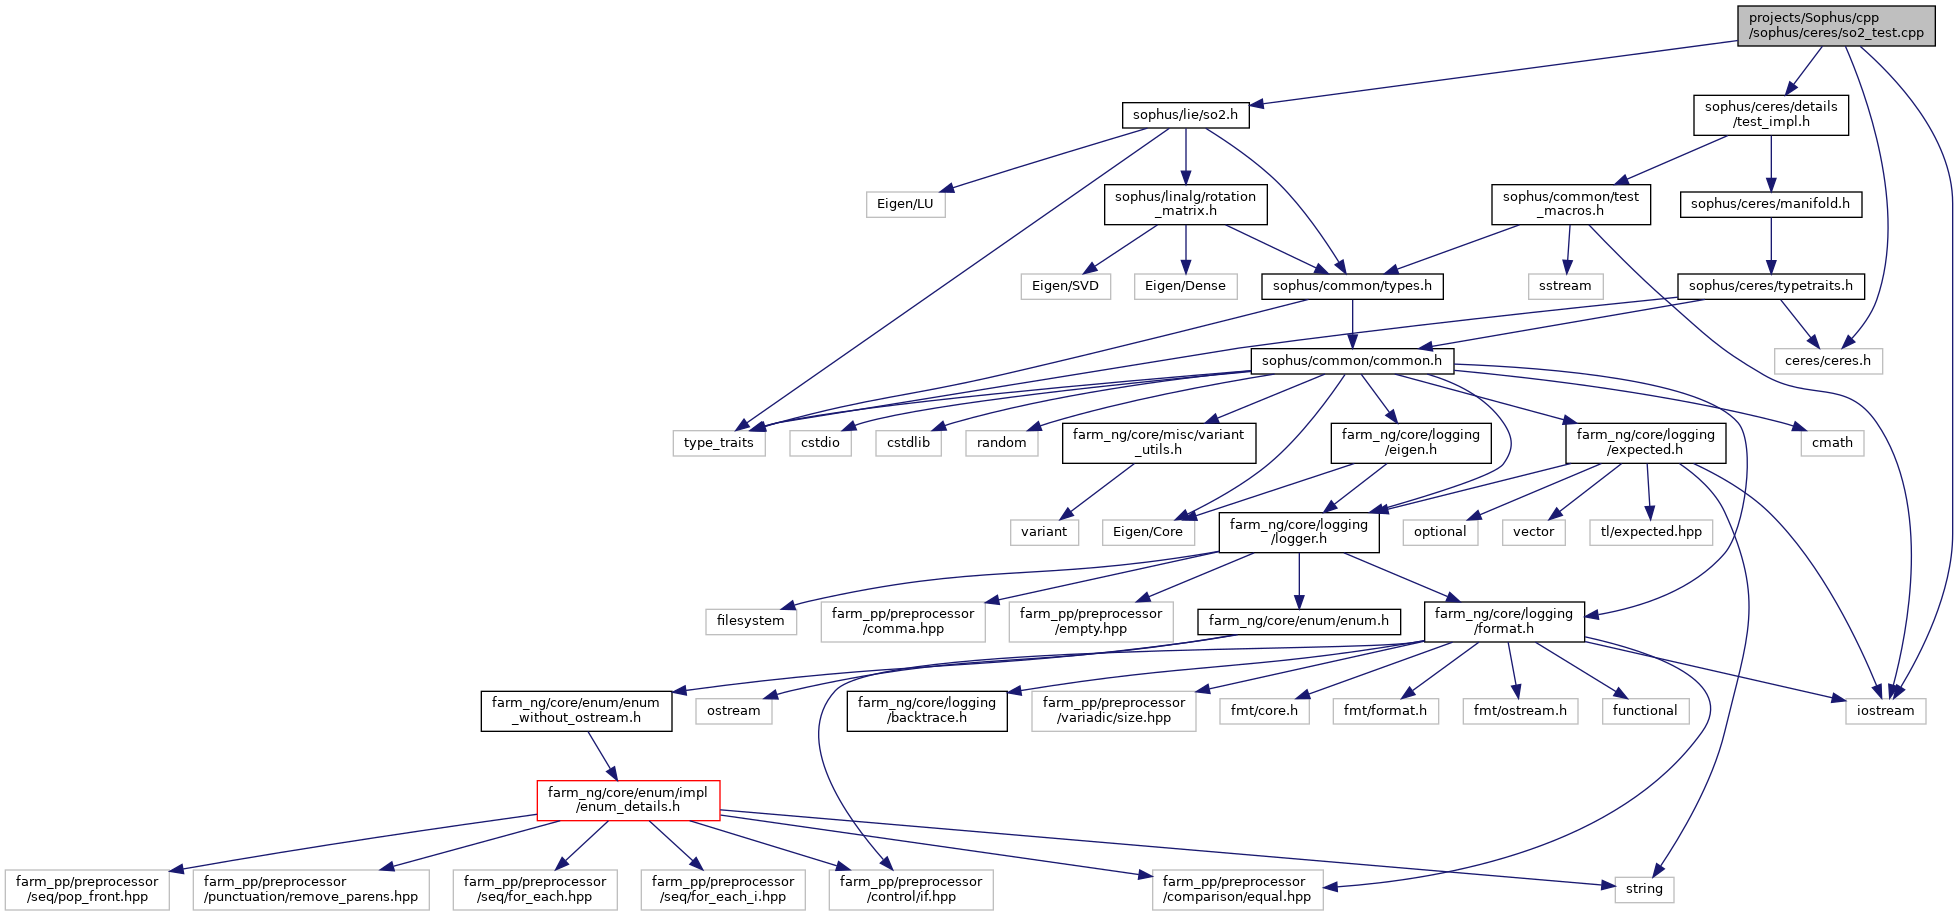 projects/Sophus/cpp
/sophus/ceres/so2_test.cpp
sophus/lie/so2.h
sophus/ceres/details
/test_impl.h
Eigen/LU
sophus/linalg/rotation
_matrix.h
sophus/common/test
_macros.h
sophus/ceres/manifold.h
Eigen/SVD
Eigen/Dense
sophus/common/types.h
sstream
sophus/ceres/typetraits.h
sophus/common/common.h
ceres/ceres.h
type_traits
cstdio
cstdlib
random
farm_ng/core/misc/variant
_utils.h
farm_ng/core/logging
/eigen.h
farm_ng/core/logging
/expected.h
cmath
variant
Eigen/Core
farm_ng/core/logging
/logger.h
optional
vector
tl/expected.hpp
filesystem
farm_pp/preprocessor
/comma.hpp
farm_pp/preprocessor
/empty.hpp
farm_ng/core/enum/enum.h
farm_ng/core/logging
/format.h
farm_ng/core/enum/enum
_without_ostream.h
ostream
farm_ng/core/logging
/backtrace.h
farm_pp/preprocessor
/variadic/size.hpp
fmt/core.h
fmt/format.h
fmt/ostream.h
functional
iostream
farm_ng/core/enum/impl
/enum_details.h
farm_pp/preprocessor
/seq/pop_front.hpp
farm_pp/preprocessor
/punctuation/remove_parens.hpp
farm_pp/preprocessor
/seq/for_each.hpp
farm_pp/preprocessor
/seq/for_each_i.hpp
farm_pp/preprocessor
/control/if.hpp
farm_pp/preprocessor
/comparison/equal.hpp
string